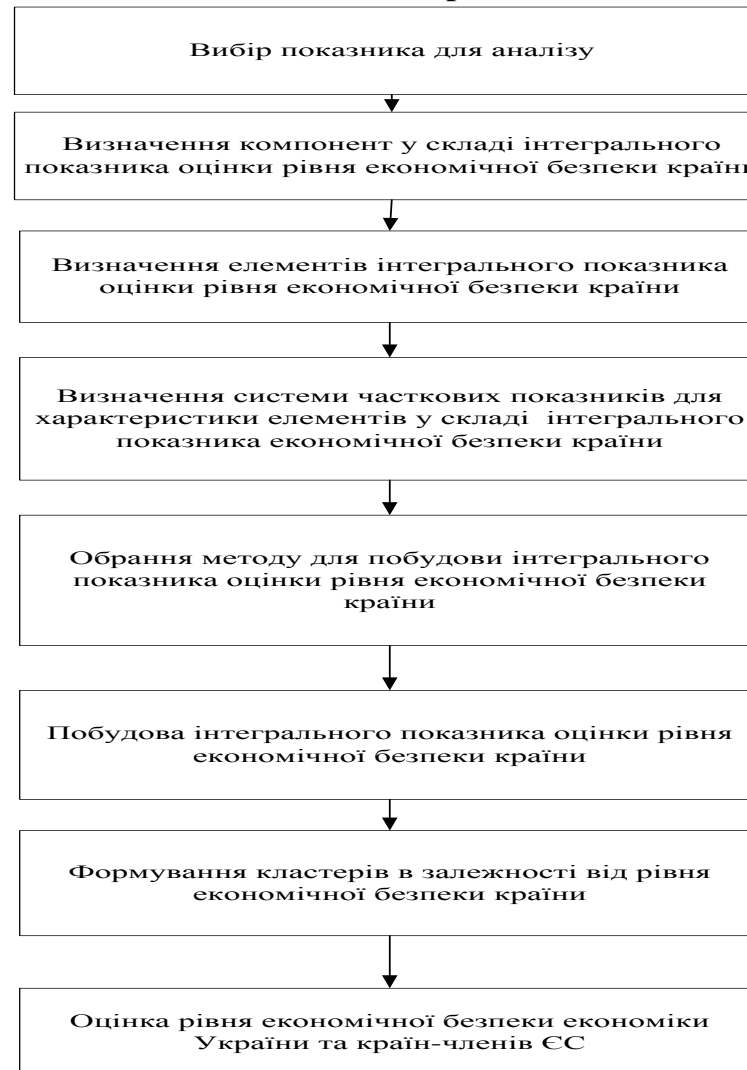 Вибір показника для аналізу
Визначення компонент у складі інтегрального
показника оцінки рівня економічної безпеки країни
Визначення елементів інтегрального показника
оцінки рівня економічної безпеки країни
Визначення системи часткових показників для
характеристики елементів у складі інтегрального
показника економічної безпеки країни
Обрання методу для побудови інтегрального
показника оцінки рівня економічної безпеки
країни
Побудова інтегрального показника оцінки рівня
економічної безпеки країни
Формування кластерів в залежності від рівня
економічної безпеки країни
Оцінка рівня економічної безпеки економіки
України та країн-членів ЄС